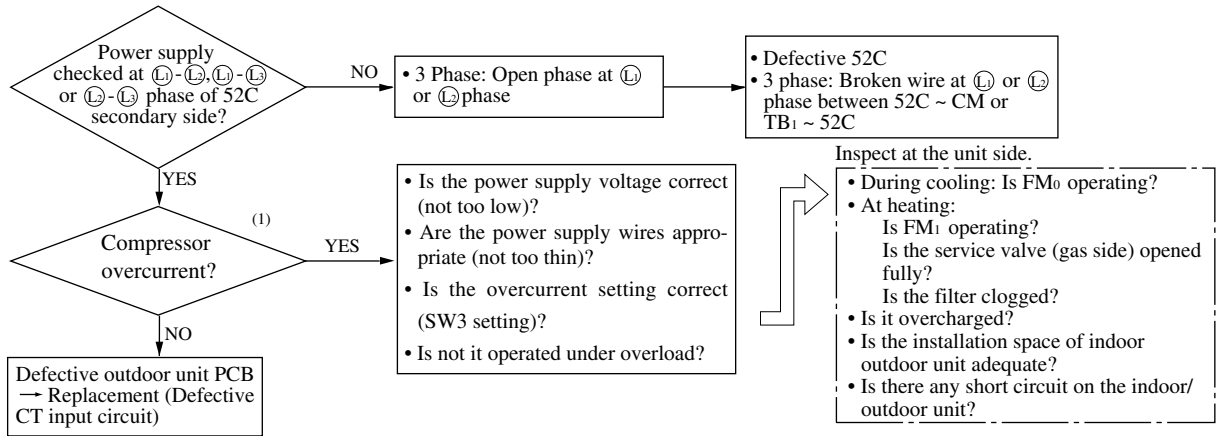 Power supply
checked at Ⓛ₁-Ⓛ₂, Ⓛ₁-Ⓛ₃
or Ⓛ₂-Ⓛ₃ phase of 52C
secondary side?
NO
• 3 Phase: Open phase at Ⓛ₁
or Ⓛ₂ phase
• Defective 52C
• 3 phase: Broken wire at Ⓛ₁ or Ⓛ₂
phase between 52C ~ CM or
TB₁ ~ 52C
YES
(1)
Compressor
overcurrent?
YES
• Is the power supply voltage correct
(not too low)?
• Are the power supply wires appro-
priate (not too thin)?
• Is the overcurrent setting correct
(SW3 setting)?
• Is not it operated under overload?
Inspect at the unit side.
• During cooling: Is FM₀ operating?
• At heating:
Is FM₁ operating?
Is the service valve (gas side) opened
fully?
Is the filter clogged?
• Is it overcharged?
• Is the installation space of indoor
outdoor unit adequate?
• Is there any short circuit on the indoor/
outdoor unit?
NO
Defective outdoor unit PCB
→ Replacement (Defective
CT input circuit)